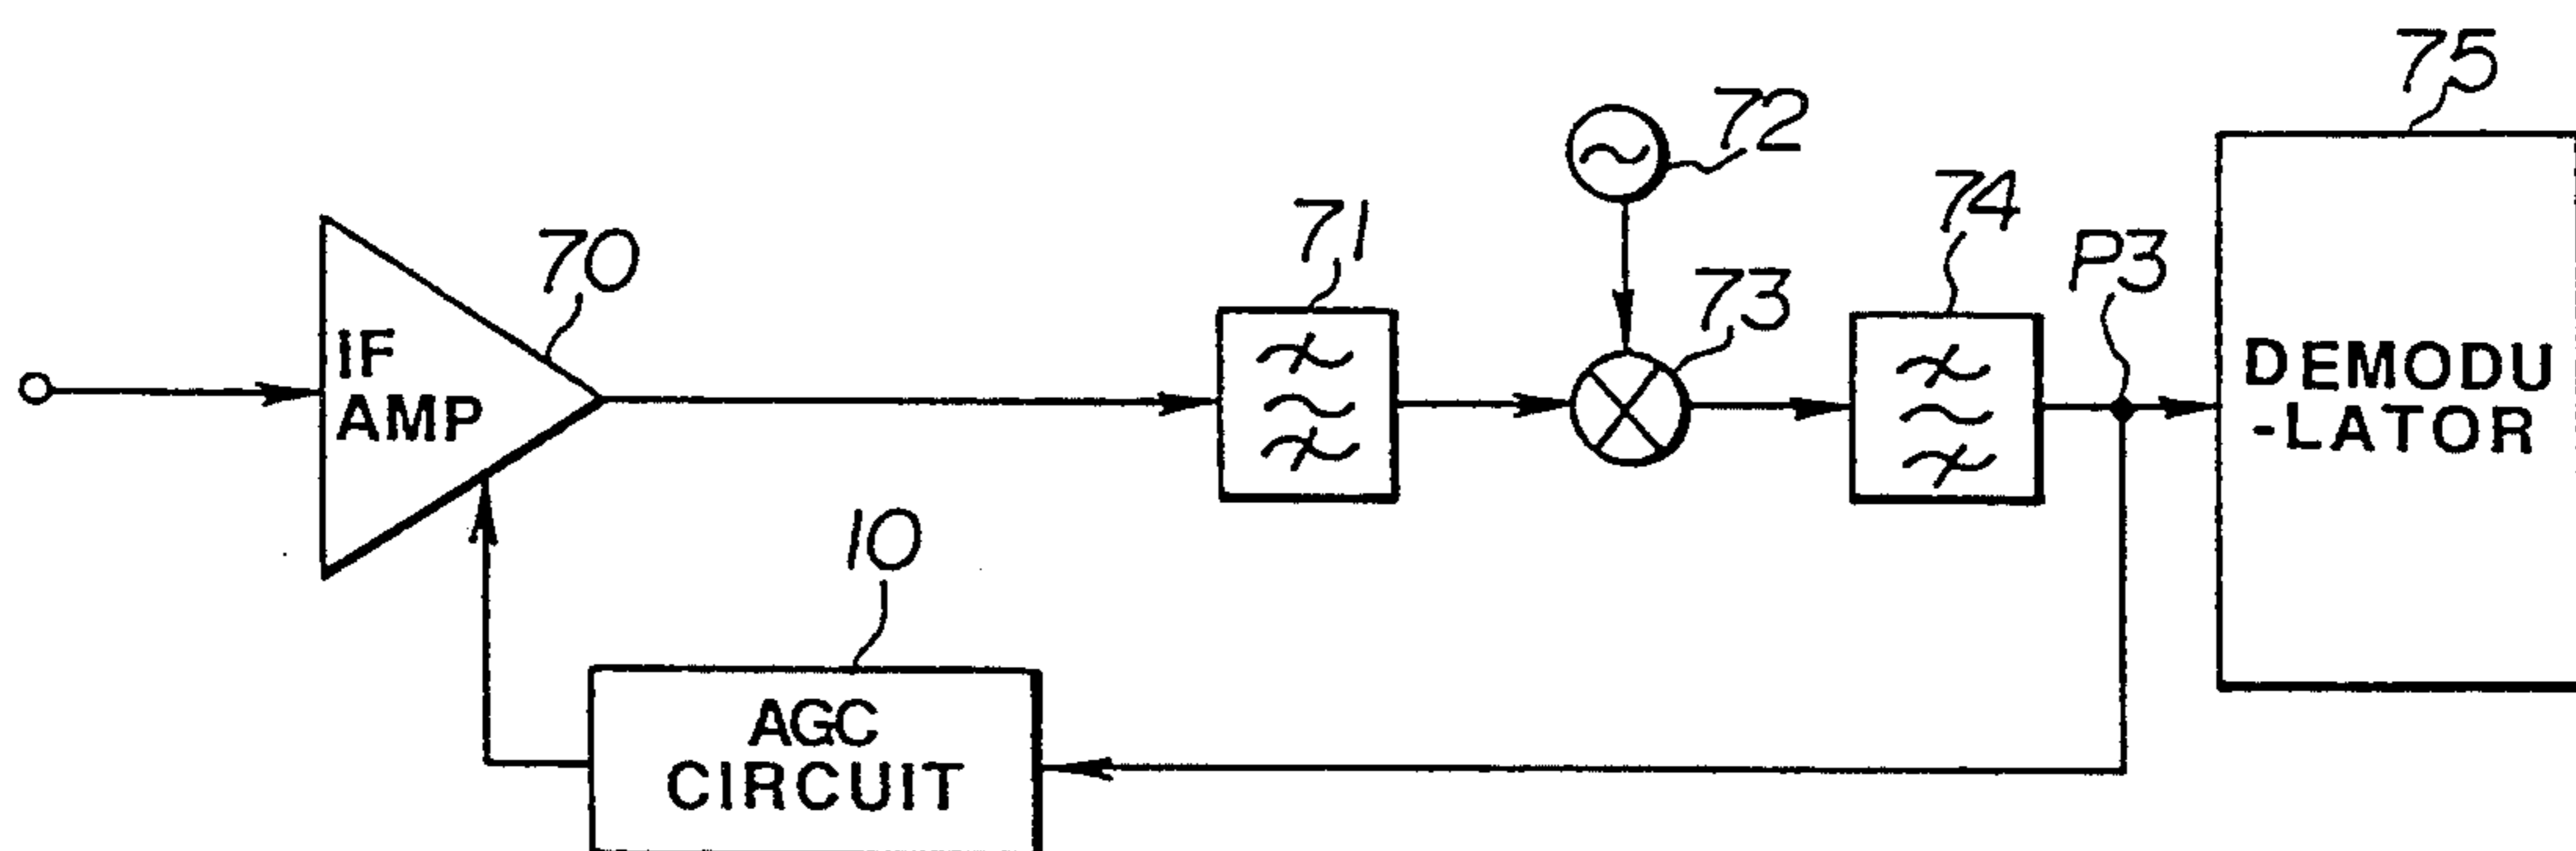 75
72
74
71
70
P3
73
IF
AMP
DEMODU
-LATOR
10
AGC
CIRCUIT